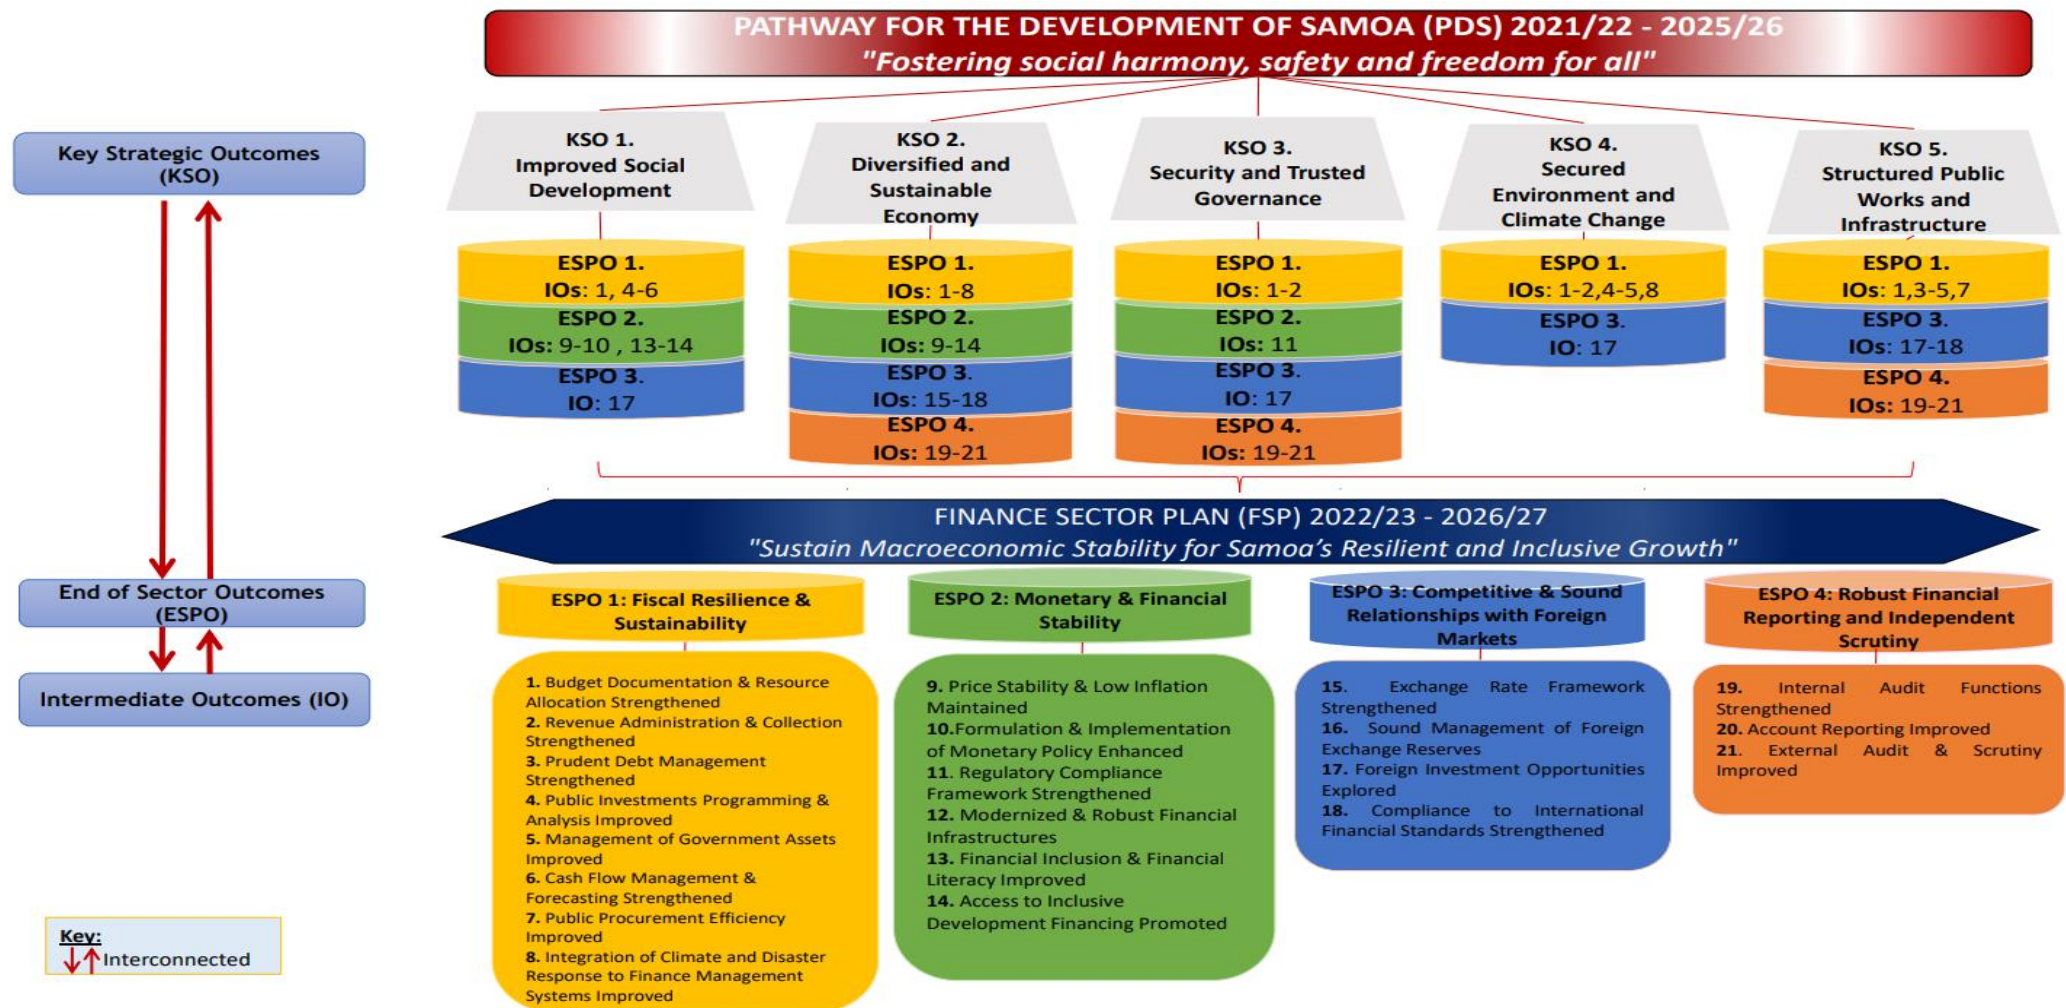 PATHWAY FOR THE DEVELOPMENT OF SAMOA (PDS) 2021/22 - 2025/26
"Fostering social harmony, safety and freedom for all"
Key Strategic Outcomes
(KSO)
KSO 1.
Improved Social
Development
KSO 2.
Diversified and
Sustainable
Economy
KSO 3.
Security and Trusted
Governance
KSO 4.
Secured
Environment and
Climate Change
KSO 5.
Structured Public
Works and
Infrastructure
ESPO 1.
IOs: 1, 4-6
ESPO 2.
IOs: 9-10 , 13-14
ESPO 3.
IO: 17
ESPO 1.
IOs: 1-8
ESPO 2.
IOs: 9-14
ESPO 3.
IOs: 15-18
ESPO 4.
IOs: 19-21
ESPO 1.
IOs: 1-2
ESPO 2.
IOs: 11
ESPO 3.
IO: 17
ESPO 4.
IOs: 19-21
ESPO 1.
IOs: 1-2,4-5,8
ESPO 3.
IO: 17
ESPO 1.
IOs: 1,3-5,7
ESPO 3.
IOs: 17-18
ESPO 4.
IOs: 19-21
FINANCE SECTOR PLAN (FSP) 2022/23 - 2026/27
"Sustain Macroeconomic Stability for Samoa’s Resilient and Inclusive Growth"
End of Sector Outcomes
(ESPO)
Intermediate Outcomes (IO)
ESPO 1: Fiscal Resilience &
Sustainability
1. Budget Documentation & Resource
Allocation Strengthened
2. Revenue Administration & Collection
Strengthened
3. Prudent Debt Management
Strengthened
4. Public Investments Programming &
Analysis Improved
5. Management of Government Assets
Improved
6. Cash Flow Management &
Forecasting Strengthened
7. Public Procurement Efficiency
Improved
8. Integration of Climate and Disaster
Response to Finance Management
Systems Improved
ESPO 2: Monetary & Financial
Stability
9. Price Stability & Low Inflation
Maintained
10.Formulation & Implementation
of Monetary Policy Enhanced
11. Regulatory Compliance
Framework Strengthened
12. Modernized & Robust Financial
Infrastructures
13. Financial Inclusion & Financial
Literacy Improved
14. Access to Inclusive
Development Financing Promoted
ESPO 3: Competitive & Sound
Relationships with Foreign
Markets
15. Exchange Rate Framework
Strengthened
16. Sound Management of Foreign
Exchange Reserves
17. Foreign Investment Opportunities
Explored
18. Compliance to International
Financial Standards Strengthened
ESPO 4: Robust Financial
Reporting and Independent
Scrutiny
19. Internal Audit Functions
Strengthened
20. Account Reporting Improved
21. External Audit & Scrutiny
Improved
Key:
Interconnected